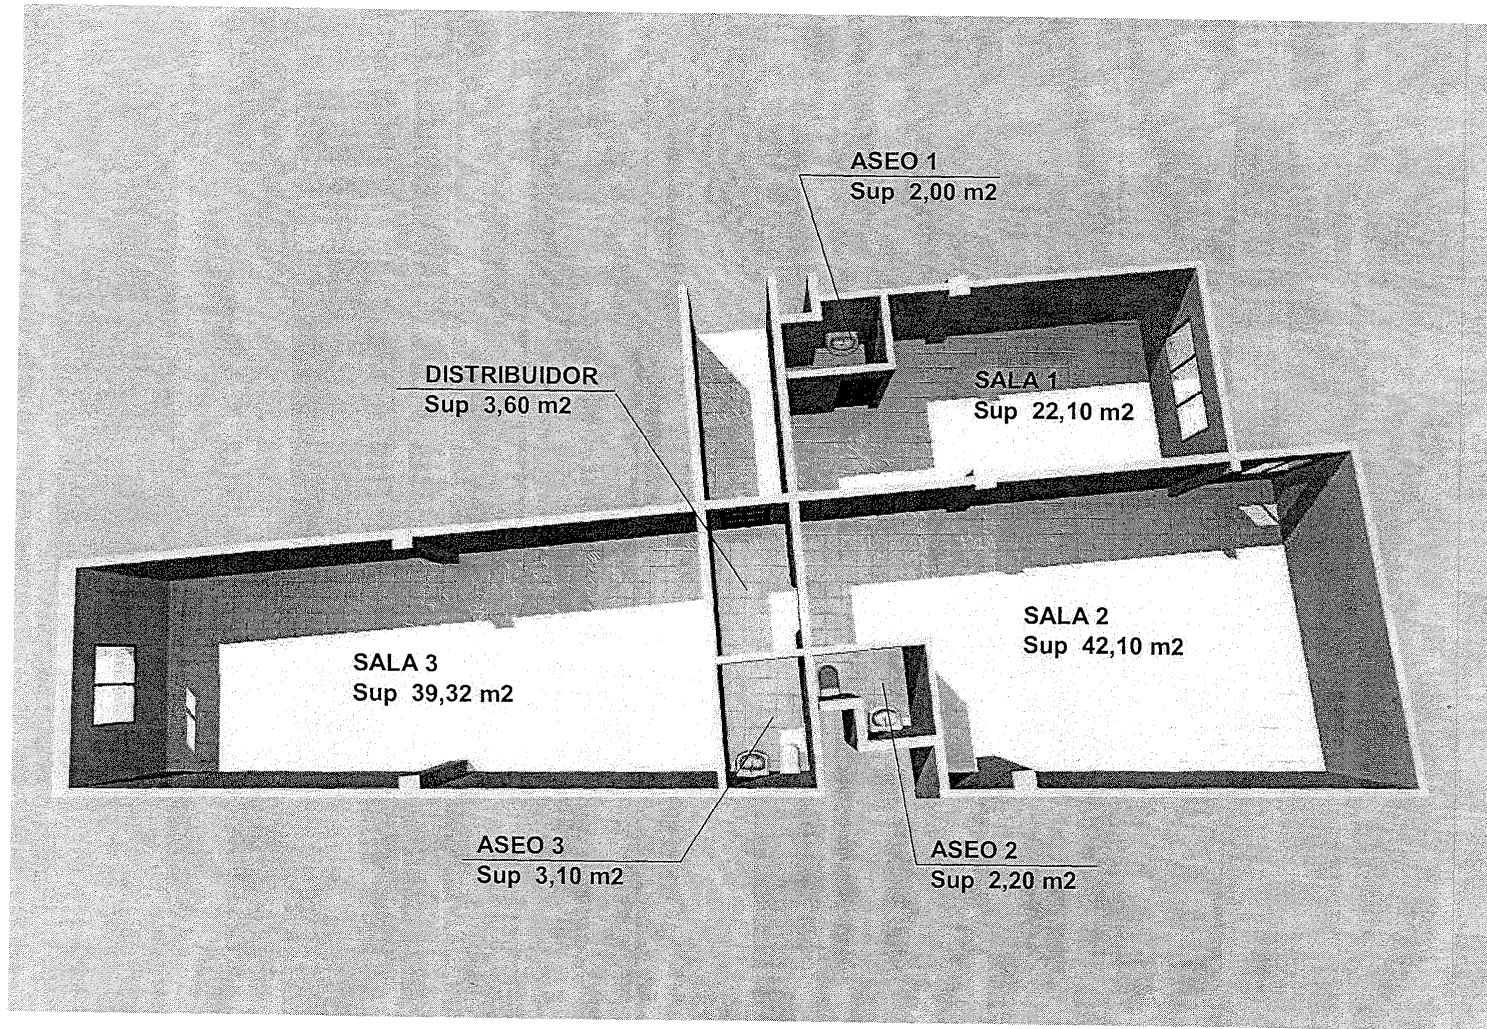 ASEO 1
Sup 2,00 m2
DISTRIBUIDOR
Sup 3,60 m2
SALA 1
Sup 22,10 m2
SALA 2
Sup 42,10 m2
SALA 3
Sup 39,32 m2
ASEO 3
Sup 3,10 m2
ASEO 2
Sup 2,20 m2